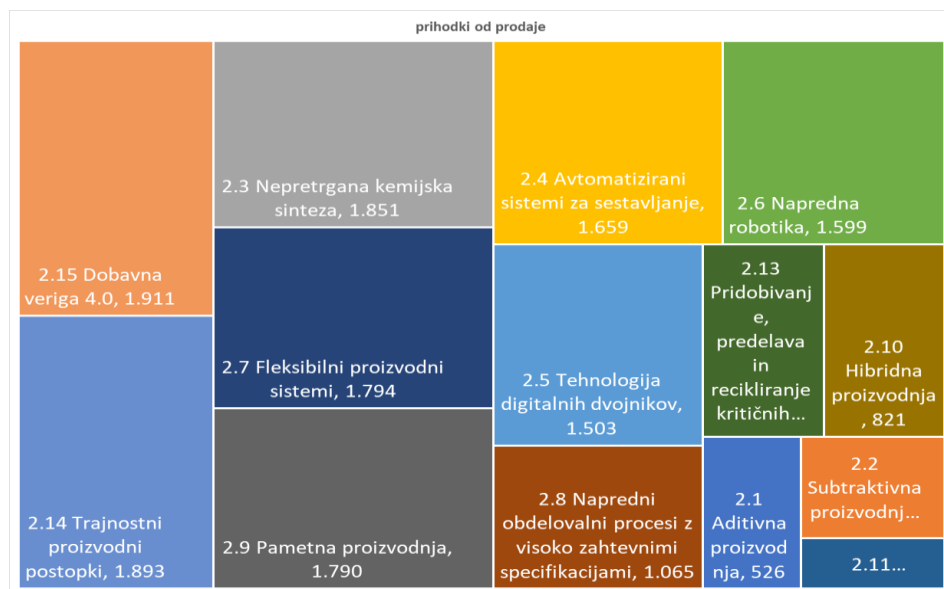 prihodki od prodaje
2.15 Dobavna
veriga 4.0, 1.911
2.14 Trajnostni
proizvodni
postopki, 1.893
2.3 Nepretrgana kemijska
sinteza, 1.851
2.7 Fleksibilni proizvodni
sistemi, 1.794
2.9 Pametna proizvodnja,
1.790
2.4 Avtomatizirani
sistemi za sestavljanje,
1.659
2.6 Napredna
robotika, 1.599
2.5 Tehnologija
digitalnih dvojnikov,
1.503
2.8 Napredni
obdelovalni procesi z
visoko zahtevnimi
specifikacijami, 1.065
2.13
Pridobivanj
e,
predelava
in
recikliranje
kritičnih...
2.10
Hibridna
proizvodnja
, 821
2.1
Aditivna
proizvod
nja, 526
2.2
Subtraktivna
proizvodnj...
2.11...